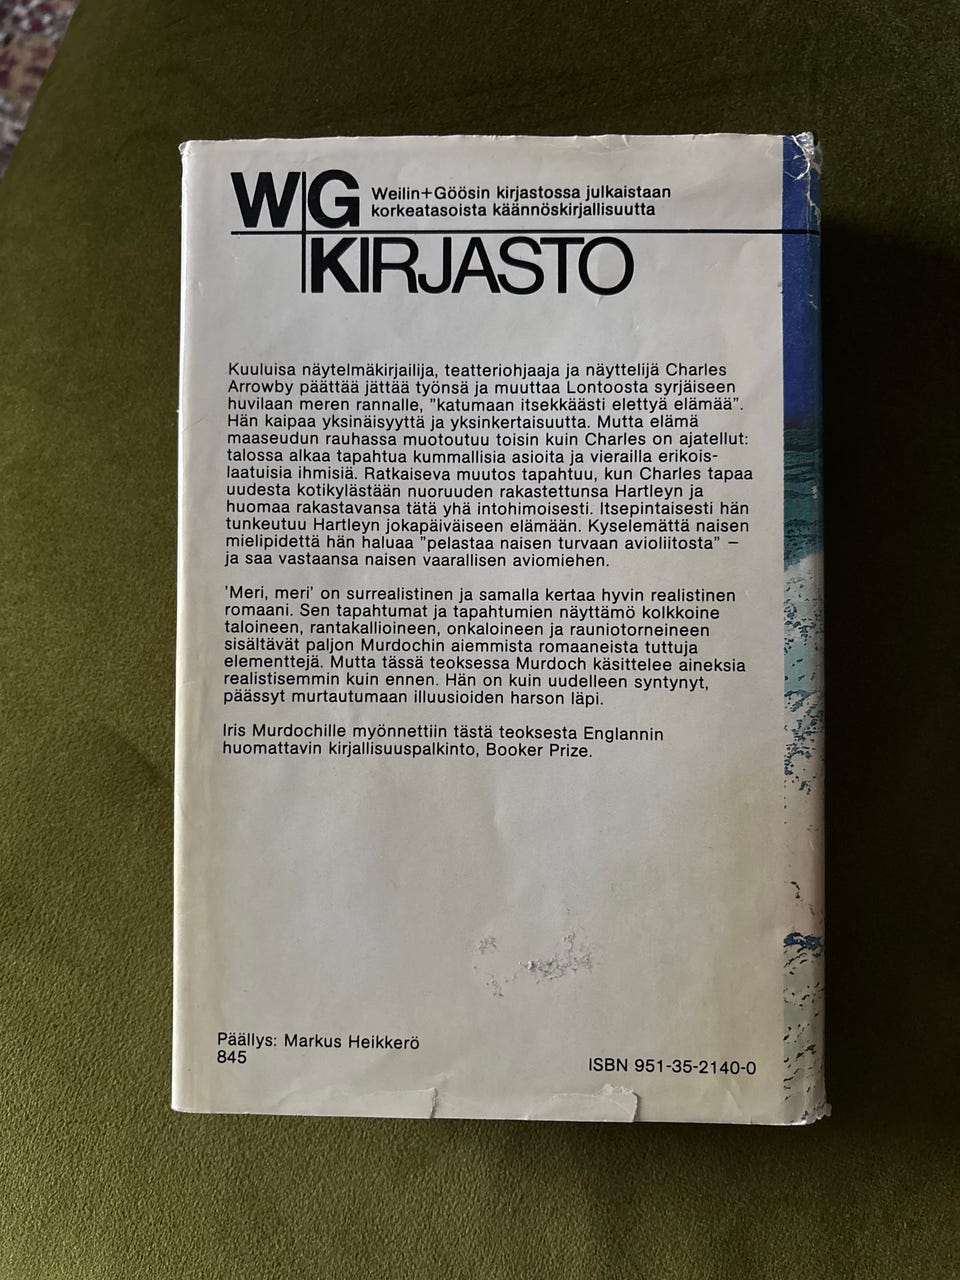 WG Weilin+Göösin kirjastossa julkaistaan
korkeatasoista käännöskirjallisuutta
KIRJASTO
Kuuluisa näytelmäkirjailija, teatteriohjaaja ja näyttelijä Charles
Arrowby päättää jättää työnsä ja muuttaa Lontoosta syrjäiseen
huvilaan meren rannalle, ”katumaan itsekkäästi elettyä elämää”.
Hän kaipaa yksinäisyyttä ja yksinkertaisuutta. Mutta elämä
maaseudun rauhassa muotoutuu toisin kuin Charles on ajatellut:
talossa alkaa tapahtua kummallisia asioita ja vierailla erikois-
laatuisia ihmisiä. Ratkaiseva muutos tapahtuu, kun Charles tapaa
uudesta kotikylästään nuoruuden rakastettunsa Hartleyn ja
huomaa rakastavansa tätä yhä intohimoisesti. Itsepintaisesti hän
tunkeutuu Hartleyn jokapäiväiseen elämään. Kyselemättä naisen
mielipidettä hän haluaa ”pelastaa naisen turvaan avioliitosta” –
ja saa vastaansa naisen vaarallisen aviomiehen.
'Meri, meri' on surrealistinen ja samalla kertaa hyvin realistinen
romaani. Sen tapahtumat ja tapahtumien näyttämö kolkkoine
taloineen, rantakallioineen, onkaloineen ja rauniotorneineen
sisältävät paljon Murdochin aiemmista romaaneista tuttuja
elementtejä. Mutta tässä teoksessa Murdoch käsittelee aineksia
realistisemmin kuin ennen. Hän on kuin uudelleen syntynyt,
päässyt murtautumaan illuusioiden harson läpi.
Iris Murdochille myönnettiin tästä teoksesta Englannin
huomattavin kirjallisuuspalkinto, Booker Prize.
Päällys: Markus Heikkerö
845
ISBN 951-35-2140-0